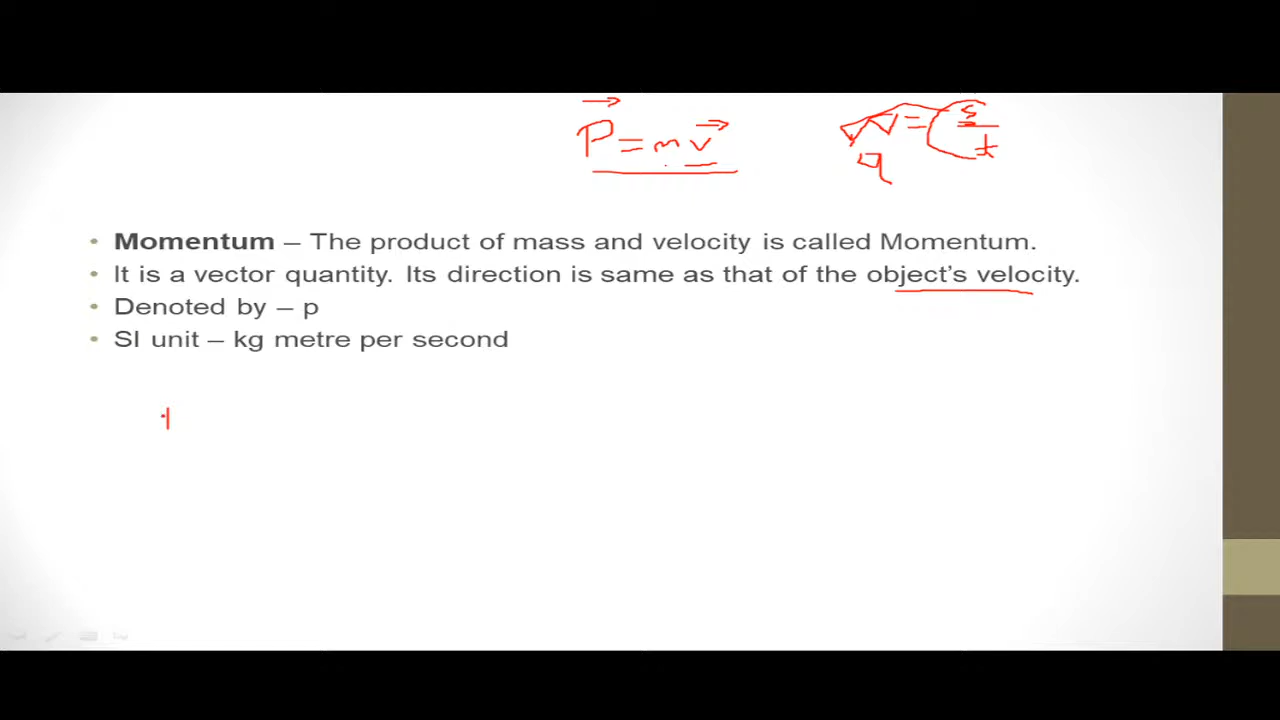 P = mv
• Momentum – The product of mass and velocity is called Momentum.
• It is a vector quantity. Its direction is same as that of the object's velocity.
• Denoted by – p
• SI unit – kg metre per second